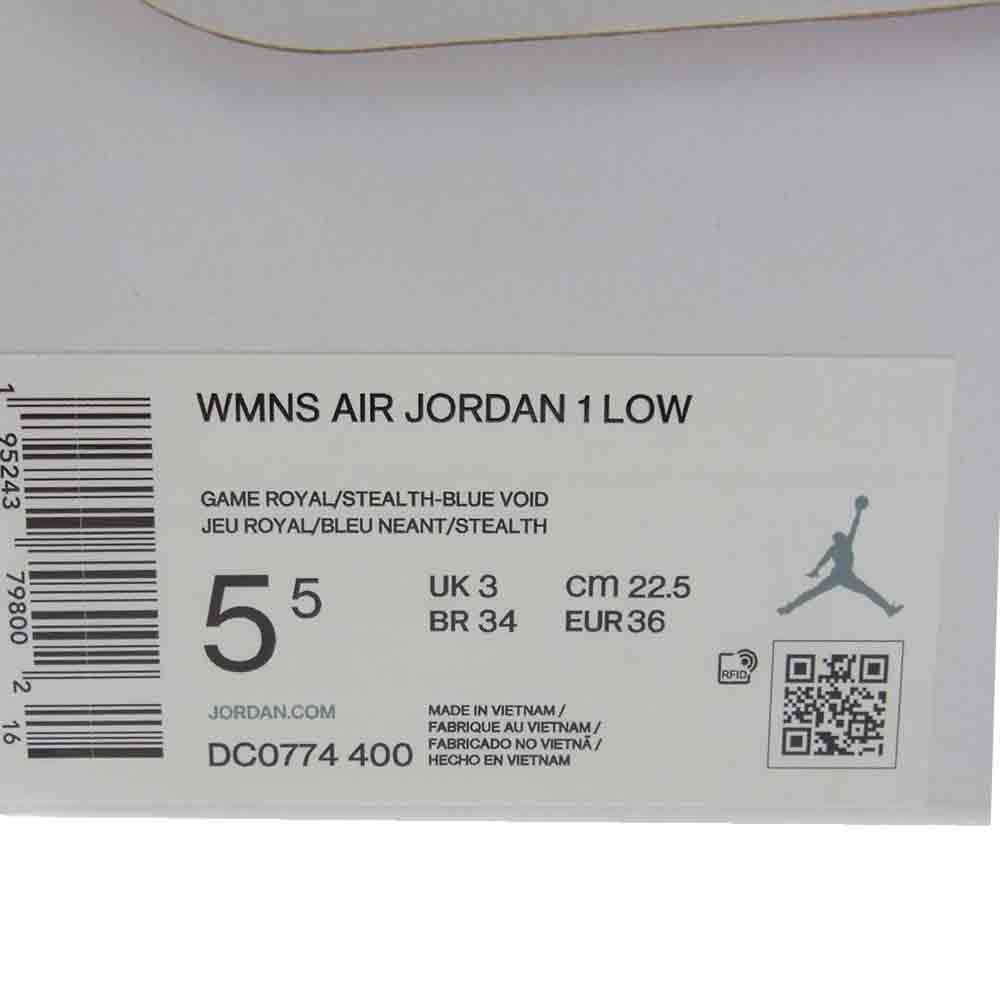 WMNS AIR JORDAN 1 LOW
GAME ROYAL/STEALTH-BLUE VOID
JEU ROYAL/BLEU NEANT/STEALTH
5 5
UK 3 CM 22.5
BR 34 EUR 36
RFID
JORDAN.COM
DC0774 400
MADE IN VIETNAM /
FABRIQUE AU VIETNAM /
FABRICADO NO VIETNÃ /
HECHO EN VIETNAM
1 95243 79800 2 16